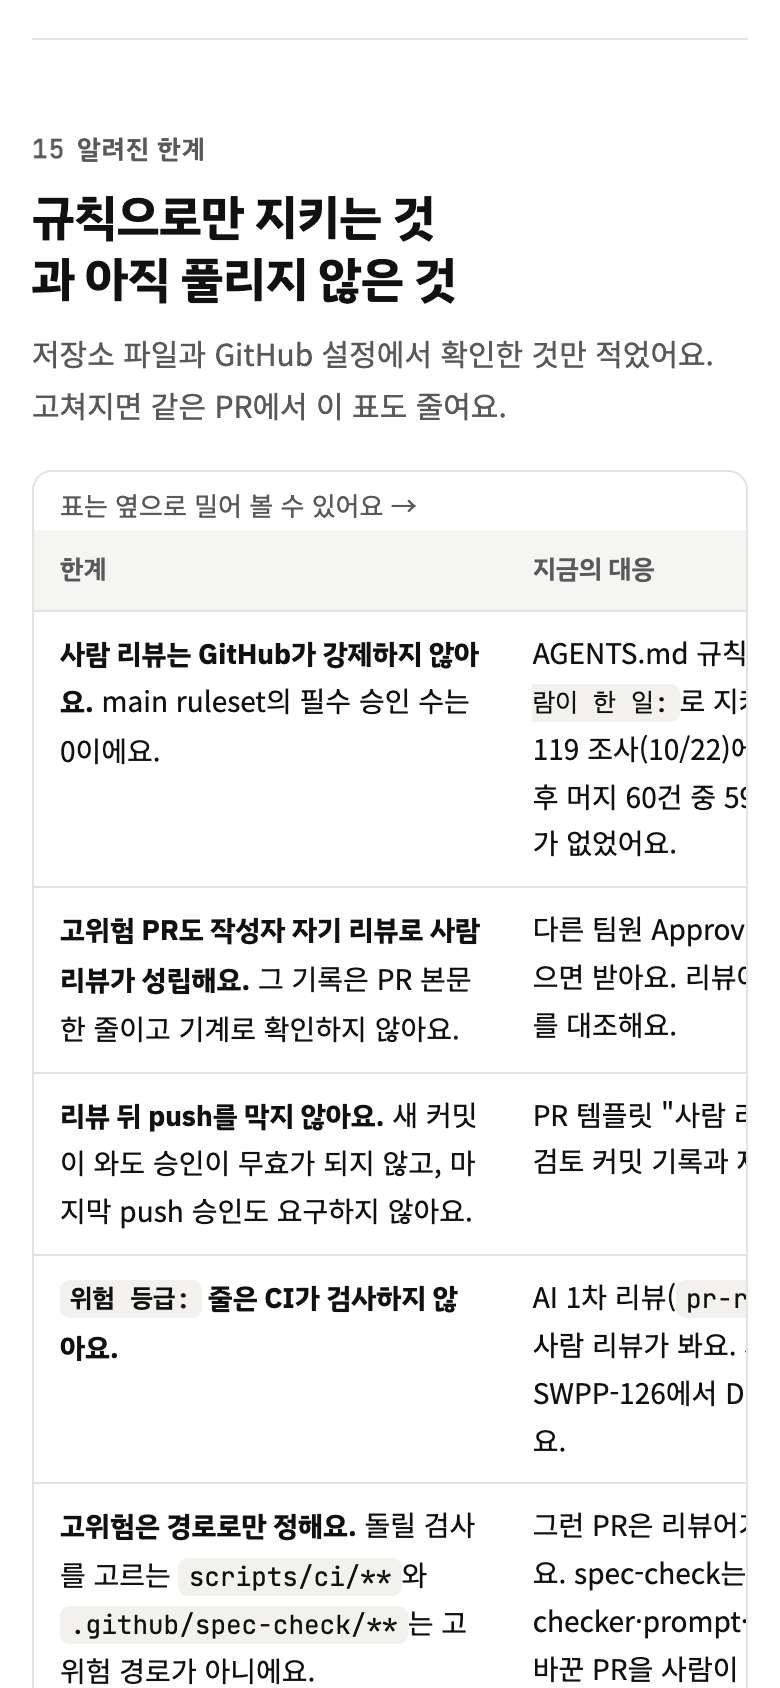 15 알려진 한계
규칙으로만 지키는 것
과 아직 풀리지 않은 것
저장소 파일과 GitHub 설정에서 확인한 것만 적었어요.
고쳐지면 같은 PR에서 이 표도 줄여요.
표는 옆으로 밀어 볼 수 있어요 →
한계
지금의 대응
사람 리뷰는 GitHub가 강제하지 않아
요. main ruleset의 필수 승인 수는
0이에요.
AGENTS.md 규칙
람이 한 일: 로
119 조사(10/22)
후 머지 60건 중
가 없었어요.
고위험 PR도 작성자 자기 리뷰로 사람
리뷰가 성립해요. 그 기록은 PR 본문
한 줄이고 기계로 확인하지 않아요.
다른 팀원 Approv
으면 받아요.
를 대조해요.
리뷰 뒤 push를 막지 않아요. 새 커밋
이 와도 승인이 무효가 되지 않고, 마
지막 push 승인도 요구하지 않아요.
PR 템플릿 "사람
검토 커밋 기록과
위험 등급: 줄은 CI가 검사하지 않
아요.
AI 1차 리뷰( pr-r
사람 리뷰가 봐요.
SWPP-126에서 D
요.
고위험은 경로로만 정해요. 돌릴 검사
를 고르는 scripts/ci/** 와
.github/spec-check/** 는 고
위험 경로가 아니에요.
그런 PR은 리뷰어
요. spec-check는
checker·prompt·
바꾼 PR을 사람이